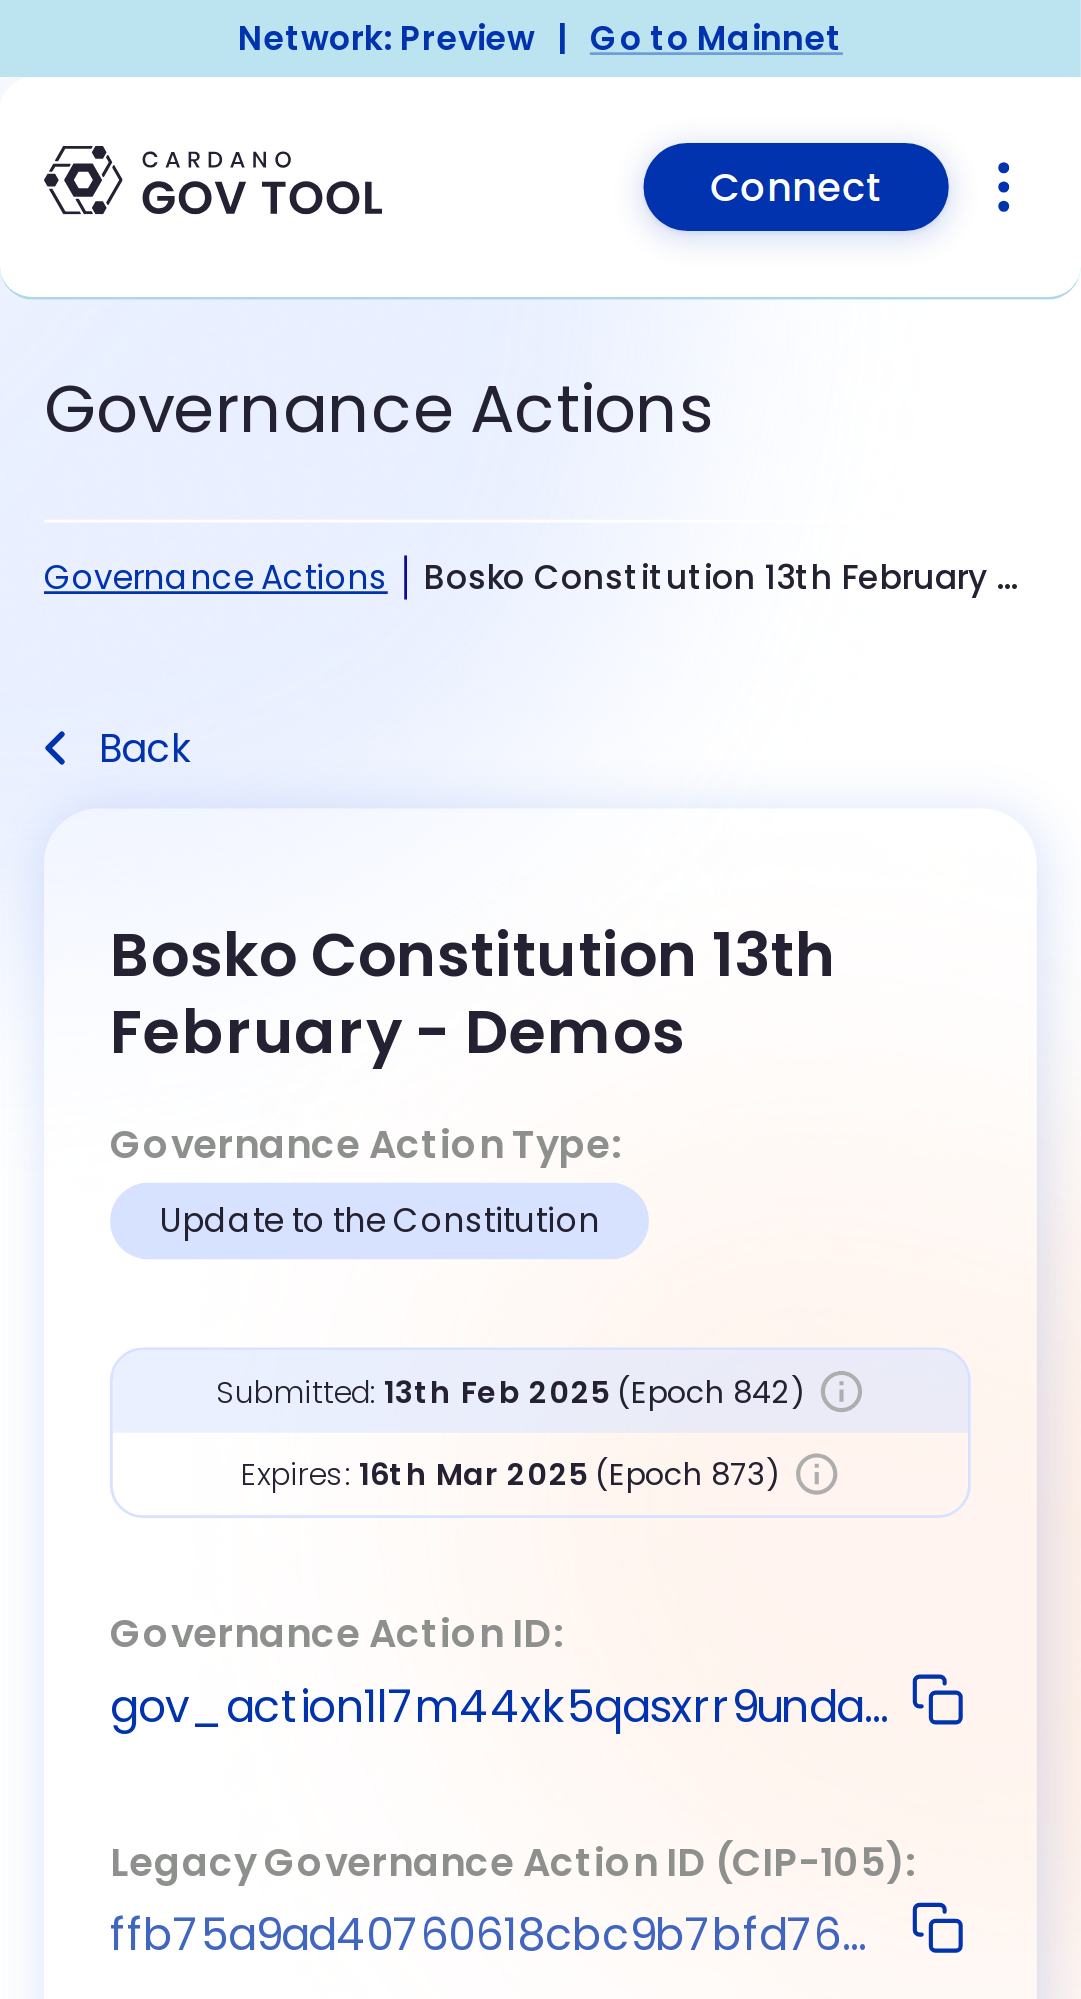 Network: Preview | Go to Mainnet
CARDANO
GOV TOOL
Connect
Governance Actions
Governance Actions | Bosko Constitution 13th February ...
Back
Bosko Constitution 13th
February - Demos
Governance Action Type:
Update to the Constitution
Submitted: 13th Feb 2025 (Epoch 842)
Expires: 16th Mar 2025 (Epoch 873)
Governance Action ID:
gov_action1l7m44xk5qasxrr9unda...
Legacy Governance Action ID (CIP-105):
ffb75a9ad40760618cbc9b7bfd76...